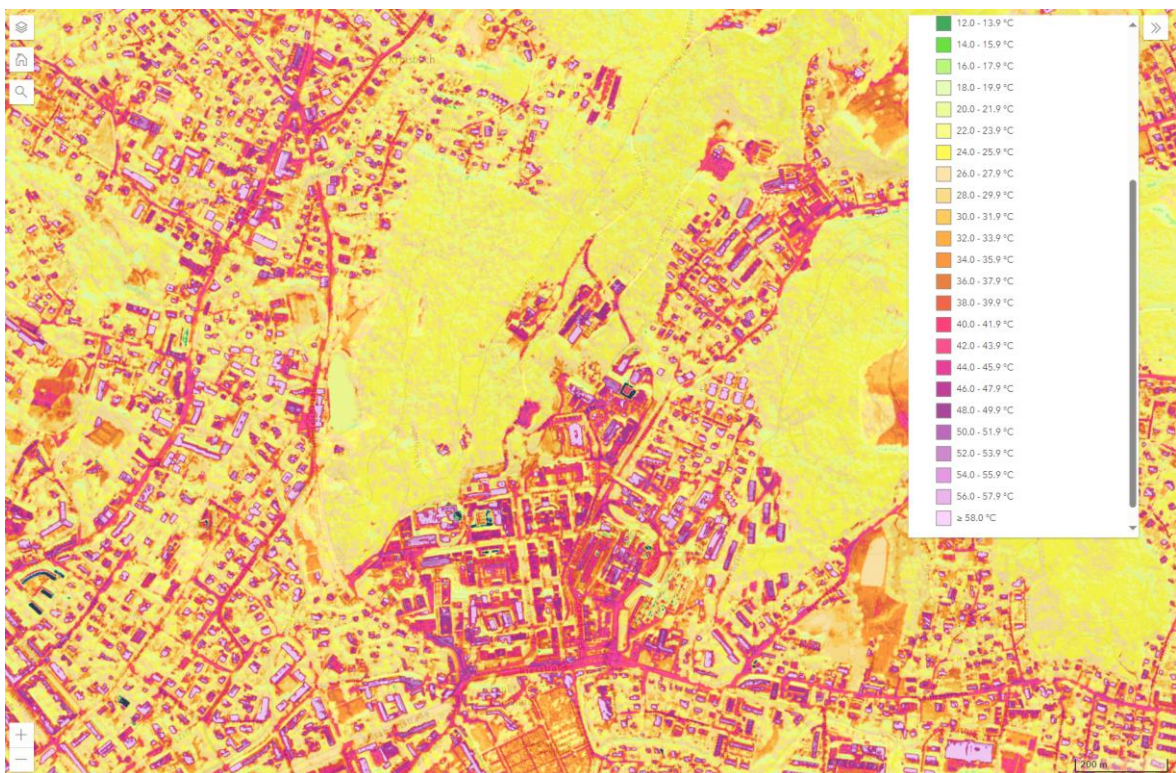 12.0 - 13.9 °C
14.0 - 15.9 °C
16.0 - 17.9 °C
18.0 - 19.9 °C
20.0 - 21.9 °C
22.0 - 23.9 °C
24.0 - 25.9 °C
26.0 - 27.9 °C
28.0 - 29.9 °C
30.0 - 31.9 °C
32.0 - 33.9 °C
34.0 - 35.9 °C
36.0 - 37.9 °C
38.0 - 39.9 °C
40.0 - 41.9 °C
42.0 - 43.9 °C
44.0 - 45.9 °C
46.0 - 47.9 °C
48.0 - 49.9 °C
50.0 - 51.9 °C
52.0 - 53.9 °C
54.0 - 55.9 °C
56.0 - 57.9 °C
≥ 58.0 °C
200 m